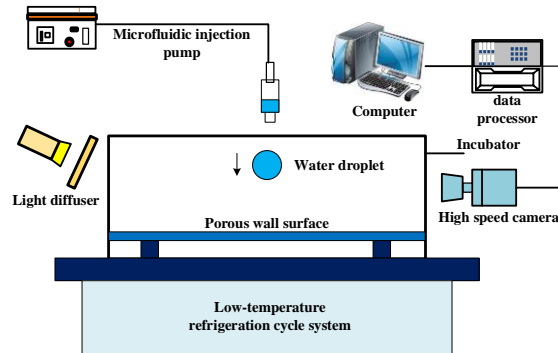 Microfluidic injection
pump
Computer
data
processor
Incubator
Light diffuser
Water droplet
High speed camera
Porous wall surface
Low-temperature
refrigeration cycle system